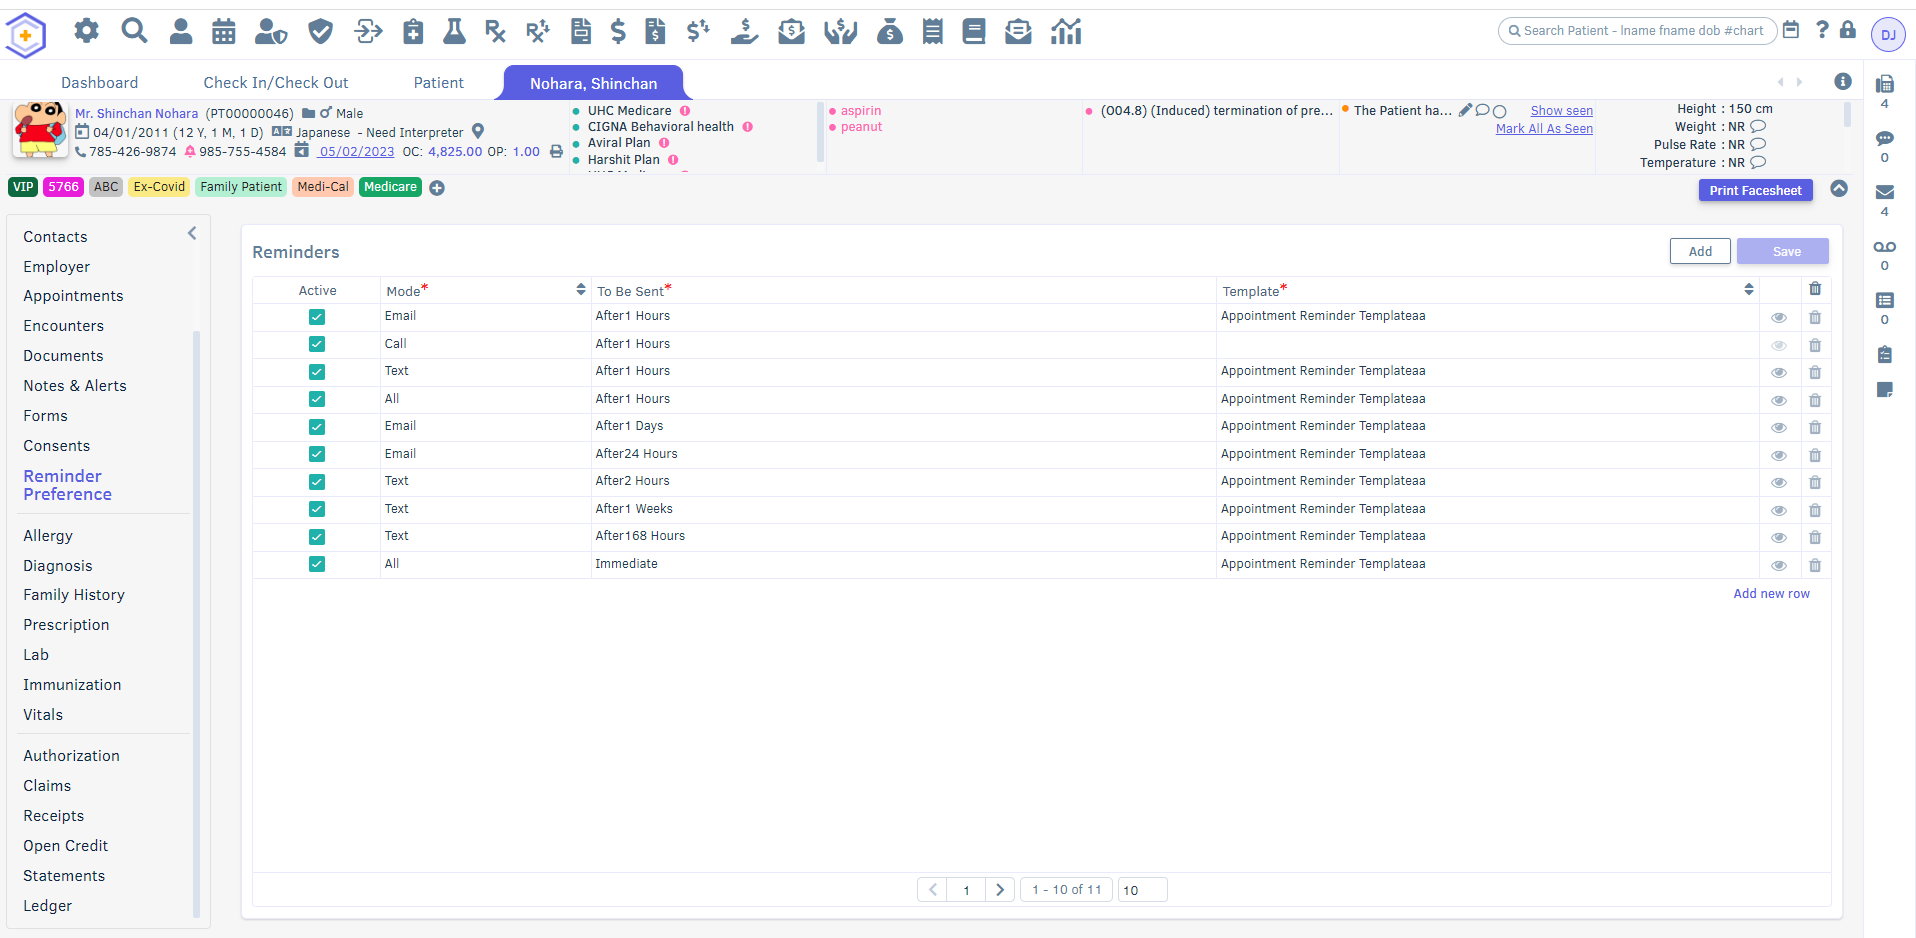 Search Patient - lname fname dob #chart
DJ
Dashboard
Check In/Check Out
Patient
Nohara, Shinchan
Mr. Shinchan Nohara (PT00000046) Male
04/01/2011 (12 Y, 1 M, 1 D) Japanese - Need Interpreter
785-426-9874 985-755-4584 05/02/2023 OC: 4,825.00 OP: 1.00
UHC Medicare
CIGNA Behavioral health
Aviral Plan
Harshit Plan
aspirin
peanut
(O04.8) (Induced) termination of pre...
The Patient ha...
Show seen
Mark All As Seen
Height : 150 cm
Weight : NR
Pulse Rate : NR
Temperature : NR
VIP
5766
ABC
Ex-Covid
Family Patient
Medi-Cal
Medicare
Print Facesheet
4
0
4
0
0
Contacts
Employer
Appointments
Encounters
Documents
Notes & Alerts
Forms
Consents
Reminder
Preference
Allergy
Diagnosis
Family History
Prescription
Lab
Immunization
Vitals
Authorization
Claims
Receipts
Open Credit
Statements
Ledger
Reminders
Add
Save
Active Mode* To Be Sent* Template*
Email After1 Hours Appointment Reminder Templateaa
Call After1 Hours
Text After1 Hours Appointment Reminder Templateaa
All After1 Hours Appointment Reminder Templateaa
Email After1 Days Appointment Reminder Templateaa
Email After24 Hours Appointment Reminder Templateaa
Text After2 Hours Appointment Reminder Templateaa
Text After1 Weeks Appointment Reminder Templateaa
Text After168 Hours Appointment Reminder Templateaa
All Immediate Appointment Reminder Templateaa
Add new row
1
1 - 10 of 11
10